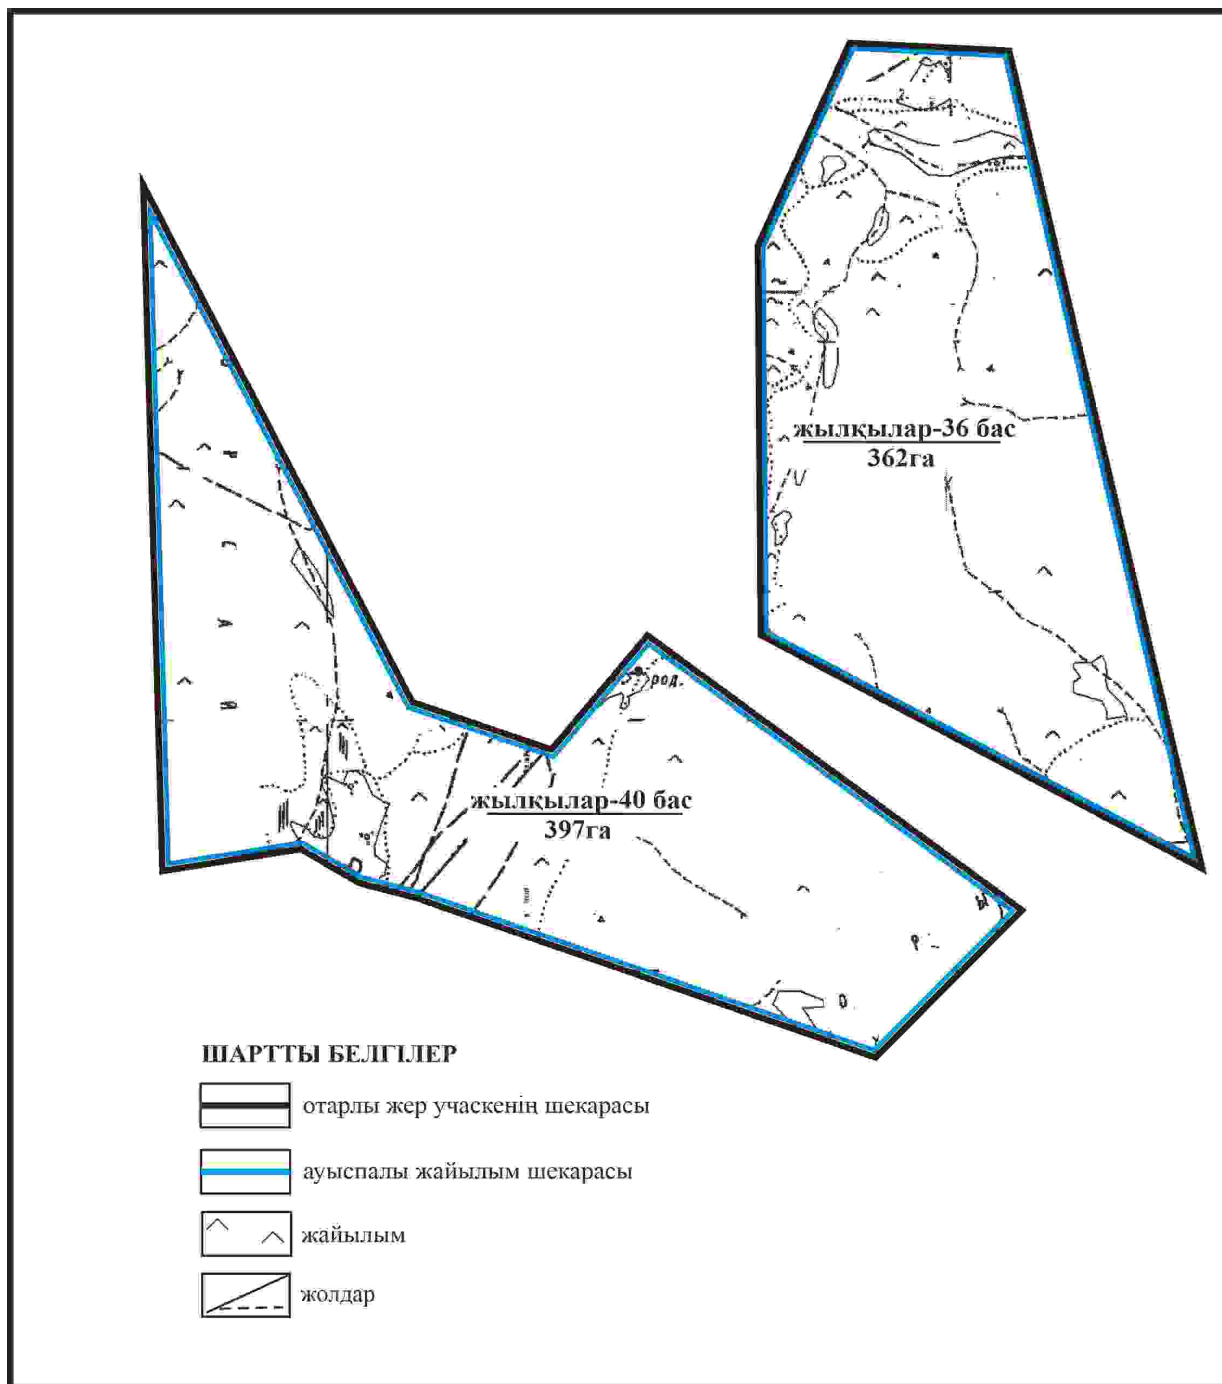 жылқылар-36 бас
362га
род.
жылқылар-40 бас
397га
ШАРТТЫ БЕЛГІЛЕР
отарлы жер учаскенің шекарасы
ауыспалы жайылым шекарасы
жайылым
жолдар